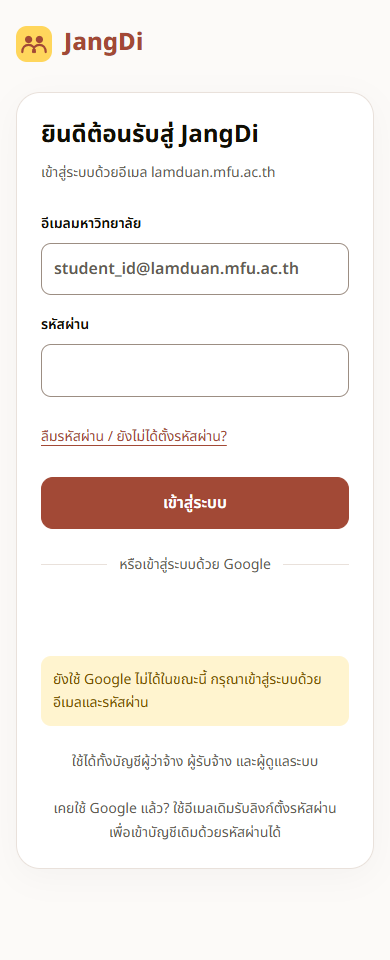 JangDi
ยินดีต้อนรับสู่ JangDi
เข้าสู่ระบบด้วยอีเมล lamduan.mfu.ac.th
อีเมลมหาวิทยาลัย
student_id@lamduan.mfu.ac.th
รหัสผ่าน
ลืมรหัสผ่าน / ยังไม่ได้ตั้งรหัสผ่าน?
เข้าสู่ระบบ
หรือเข้าสู่ระบบด้วย Google
ยังใช้ Google ไม่ได้ในขณะนี้ กรุณาเข้าสู่ระบบด้วย
อีเมลและรหัสผ่าน
ใช้ได้ทั้งบัญชีผู้ว่าจ้าง ผู้รับจ้าง และผู้ดูแลระบบ
เคยใช้ Google แล้ว? ใช้อีเมลเดิมรับลิงก์ตั้งรหัสผ่าน
เพื่อเข้าบัญชีเดิมด้วยรหัสผ่านได้